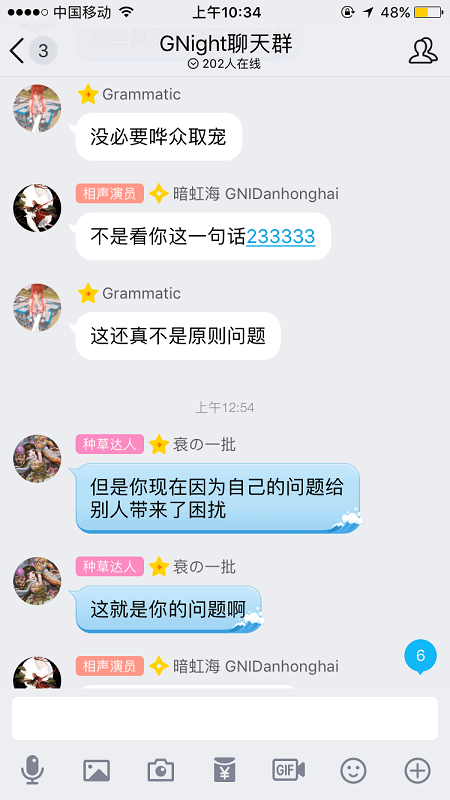 中国移动 上午10:34 48%
那些都是
3 GNight聊天群
202人在线
Grammatic
没必要哗众取宠
相声演员 暗虹海 GNIDanhonghai
不是看你这一句话233333
Grammatic
这还真不是原则问题
上午12:54
种草达人 衰の一批
但是你现在因为自己的问题给
别人带来了困扰
种草达人 衰の一批
这就是你的问题啊
6
相声演员 暗虹海 GNIDanhonghai
¥ GIF